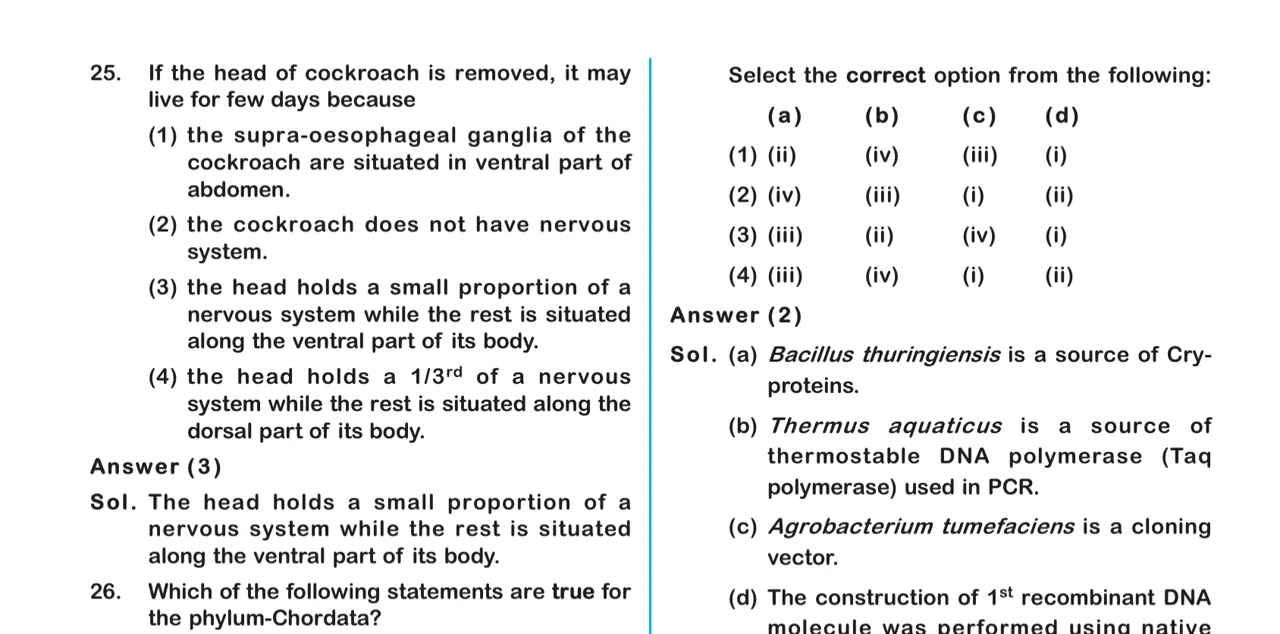 25. If the head of cockroach is removed, it may
live for few days because
(1) the supra-oesophageal ganglia of the
cockroach are situated in ventral part of
abdomen.
(2) the cockroach does not have nervous
system.
(3) the head holds a small proportion of a
nervous system while the rest is situated
along the ventral part of its body.
(4) the head holds a 1/3rd of a nervous
system while the rest is situated along the
dorsal part of its body.
Answer (3)
Sol. The head holds a small proportion of a
nervous system while the rest is situated
along the ventral part of its body.
26. Which of the following statements are true for
the phylum-Chordata?
Select the correct option from the following:
(a) (b) (c) (d)
(1) (ii) (iv) (iii) (i)
(2) (iv) (iii) (i) (ii)
(3) (iii) (ii) (iv) (i)
(4) (iii) (iv) (i) (ii)
Answer (2)
Sol. (a) Bacillus thuringiensis is a source of Cry-
proteins.
(b) Thermus aquaticus is a source of
thermostable DNA polymerase (Taq
polymerase) used in PCR.
(c) Agrobacterium tumefaciens is a cloning
vector.
(d) The construction of 1st recombinant DNA
molecule was performed using native